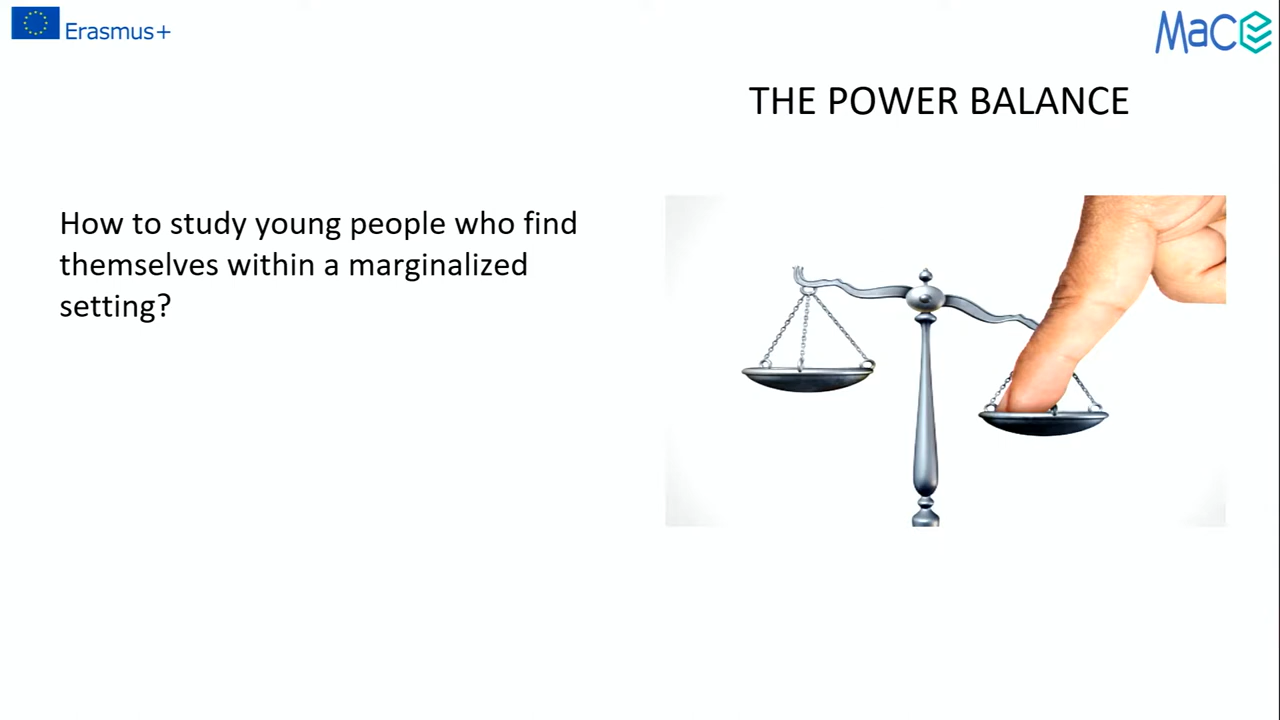 Erasmus+
MaCE
THE POWER BALANCE
How to study young people who find
themselves within a marginalized
setting?